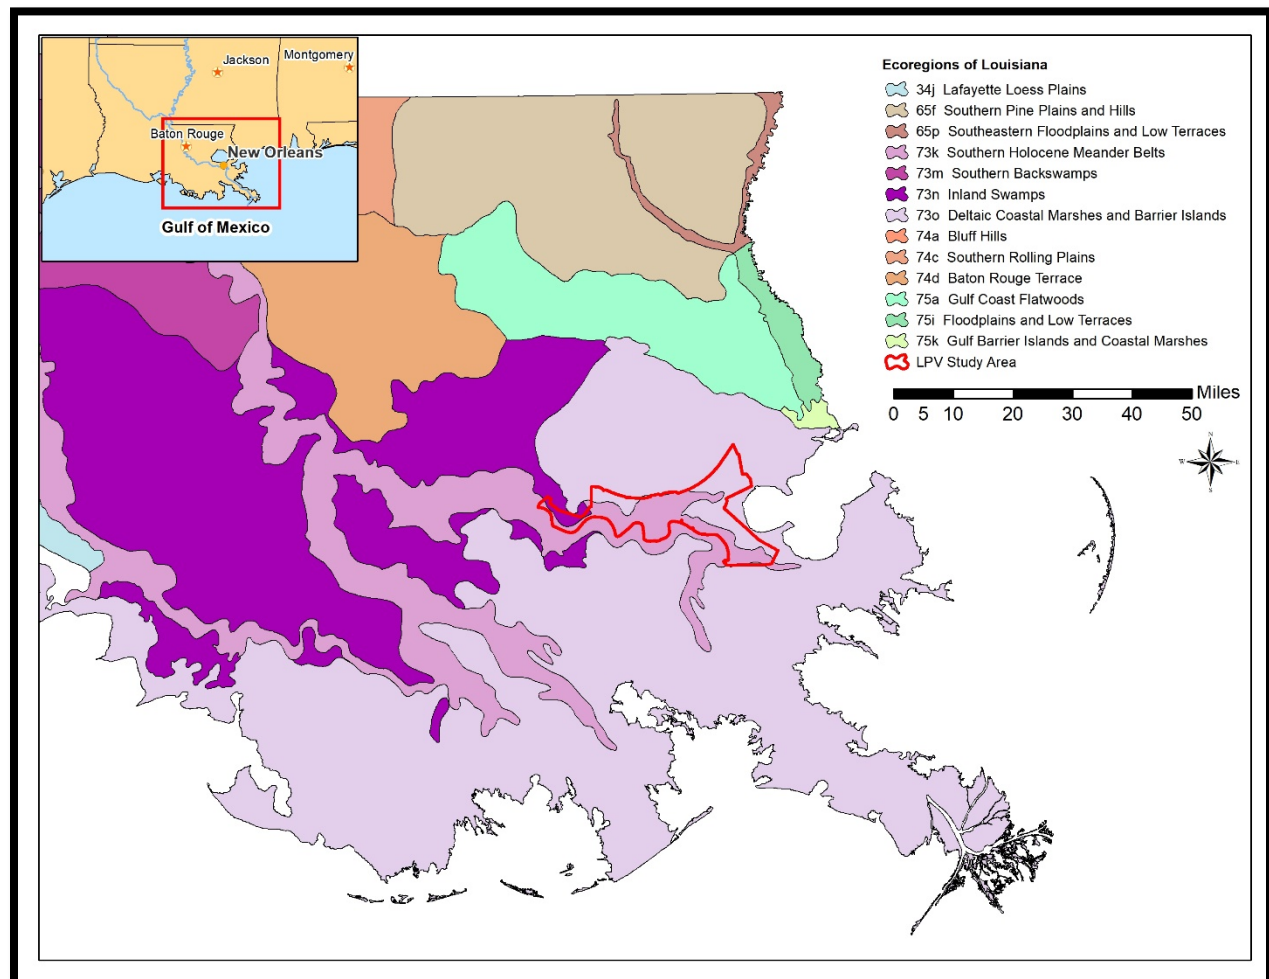 Jackson
Montgomery
Baton Rouge
New Orleans
Gulf of Mexico
Ecoregions of Louisiana
34j Lafayette Loess Plains
65f Southern Pine Plains and Hills
65p Southeastern Floodplains and Low Terraces
73k Southern Holocene Meander Belts
73m Southern Backswamps
73n Inland Swamps
73o Deltaic Coastal Marshes and Barrier Islands
74a Bluff Hills
74c Southern Rolling Plains
74d Baton Rouge Terrace
75a Gulf Coast Flatwoods
75i Floodplains and Low Terraces
75k Gulf Barrier Islands and Coastal Marshes
LPV Study Area
Miles
0 5 10 20 30 40 50
N
W E
S